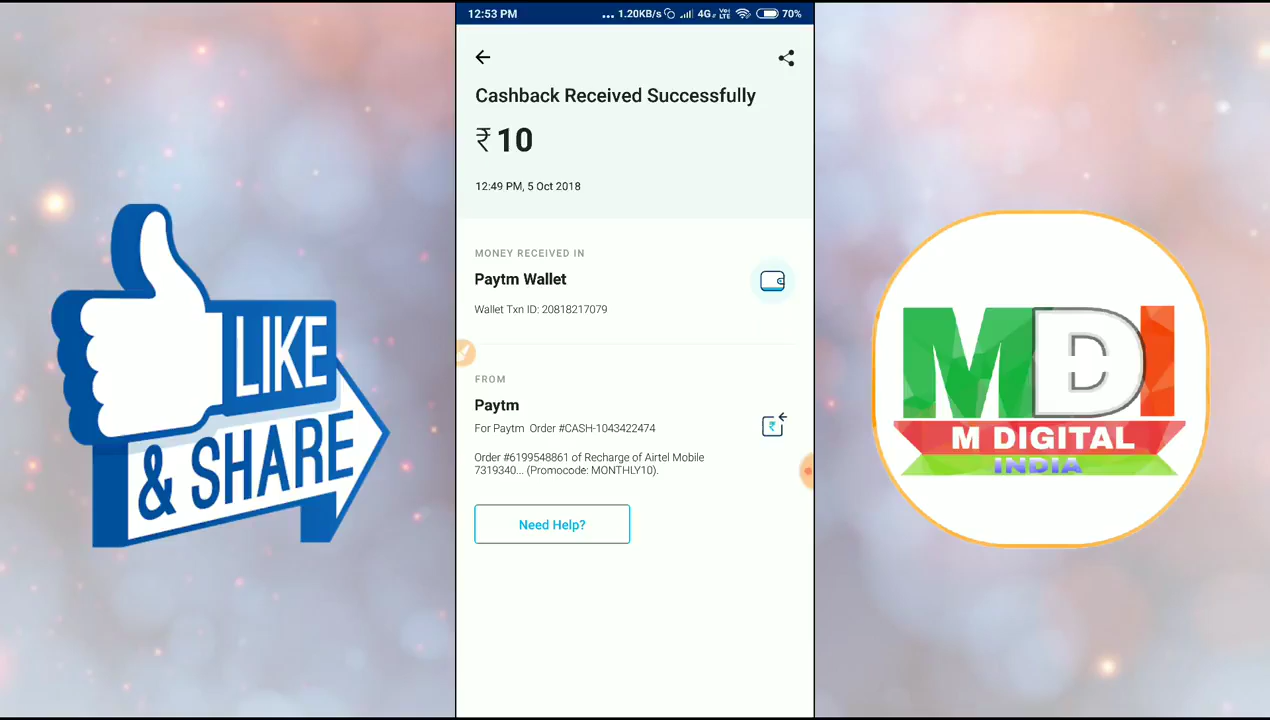 12:53 PM
... 1.20KB/s 4G VoLTE 70%
Cashback Received Successfully
₹10
12:49 PM, 5 Oct 2018
MONEY RECEIVED IN
Paytm Wallet
Wallet Txn ID: 20818217079
FROM
Paytm
For Paytm Order #CASH-1043422474
Order #6199548861 of Recharge of Airtel Mobile
7319340... (Promocode: MONTHLY10).
Need Help?
LIKE
& SHARE
MDI
M DIGITAL
INDIA